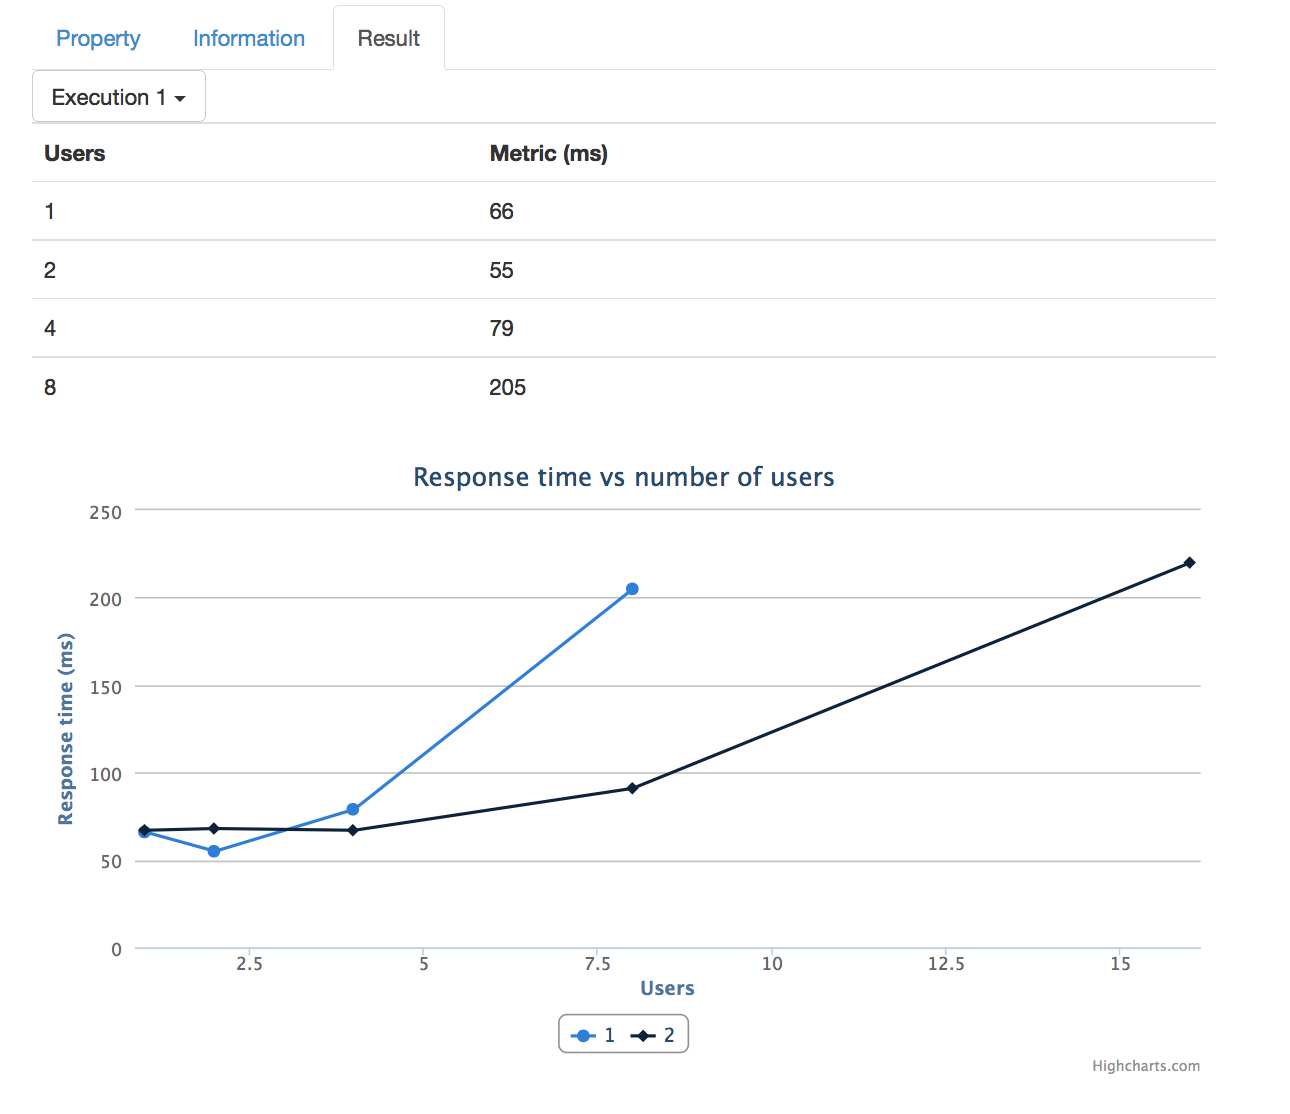 Property Information Result
Execution 1
Users Metric (ms)
1 66
2 55
4 79
8 205
Response time vs number of users
250
200
150
100
50
0
Response time (ms)
2.5 5 7.5 10 12.5 15
Users
1 2
Highcharts.com